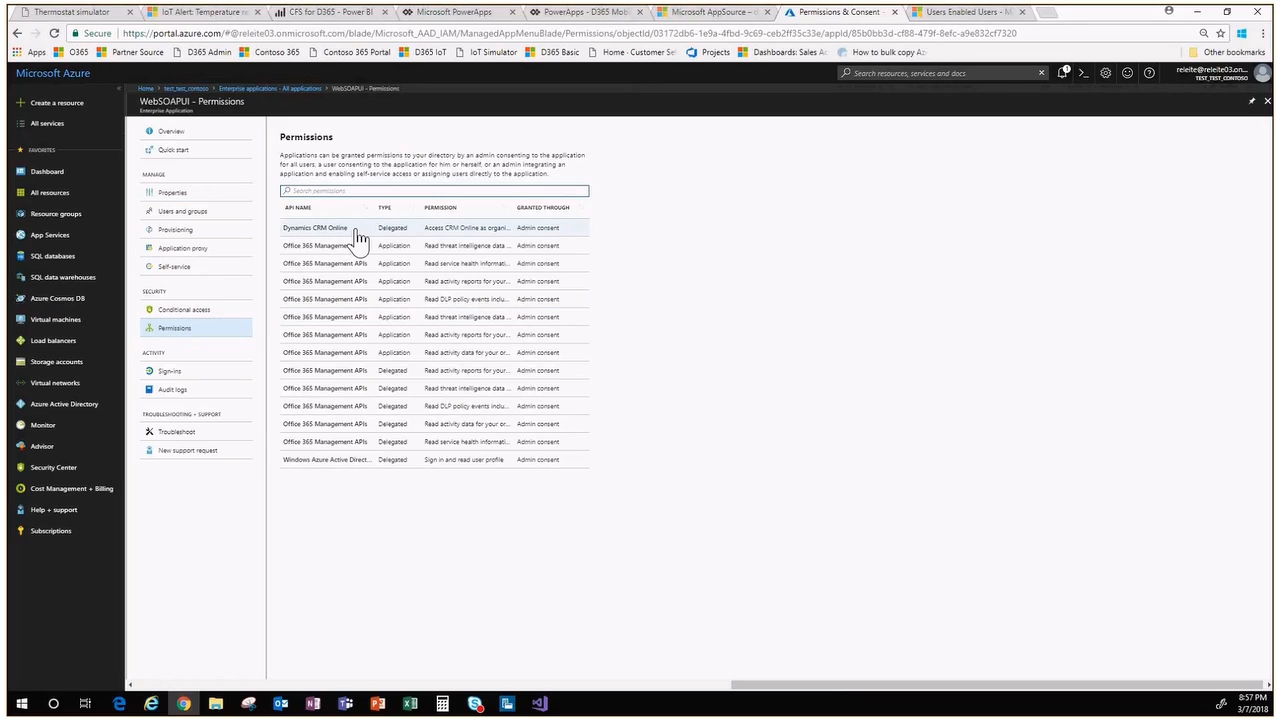 Thermostat simulator
IoT Alert: Temperature re
CFS for D365 - Power BI
Microsoft PowerApps
PowerApps - D365 Mob
Microsoft AppSource –
Permissions & Consent -
Users Enabled Users - M
Secure
https://portal.azure.com/#@releite03.onmicrosoft.com/blade/Microsoft_AAD_IAM/ManagedAppMenuBlade/Permissions/objectId/03172db6-1e9a-4fbd-9c69-ceb2ff35c33e/appId/85b0bb3d-cf88-479f-8efc-a9e8732cf067320
Apps
O365
Partner Source
D365 Admin
Contoso 365
Contoso 365 Portal
D365 IoT
IoT Simulator
D365 Basic
Home - Customer Se
Projects
Dashboards: Sales Ac
How to bulk copy Az
Other bookmarks
Microsoft Azure
Search resources, services and docs
1
releite@releite03.on...
TEST_TEST_CONTOSO
Create a resource
All services
FAVORITES
Dashboard
All resources
Resource groups
App Services
SQL databases
SQL data warehouses
Azure Cosmos DB
Virtual machines
Load balancers
Storage accounts
Virtual networks
Azure Active Directory
Monitor
Advisor
Security Center
Cost Management + Billing
Help + support
Subscriptions
Home
test_test_contoso
Enterprise applications - All applications
WebSOAPUI - Permissions
WebSOAPUI - Permissions
Enterprise Application
Overview
Quick start
MANAGE
Properties
Users and groups
Provisioning
Application proxy
Self-service
SECURITY
Conditional access
Permissions
ACTIVITY
Sign-ins
Audit logs
TROUBLESHOOTING + SUPPORT
Troubleshoot
New support request
Permissions
Applications can be granted permissions to your directory by an admin consenting to the application
for all users, a user consenting to the application for him or herself, or an admin integrating an
application and enabling self-service access or assigning users directly to the application.
Search permissions
API NAME TYPE PERMISSION GRANTED THROUGH
Dynamics CRM Online Delegated Access CRM Online as organi... Admin consent
Office 365 Manageme Application Read threat intelligence data ... Admin consent
Office 365 Management APIs Application Read service health informati... Admin consent
Office 365 Management APIs Application Read activity reports for your... Admin consent
Office 365 Management APIs Application Read DLP policy events inclu... Admin consent
Office 365 Management APIs Application Read threat intelligence data ... Admin consent
Office 365 Management APIs Application Read activity reports for your... Admin consent
Office 365 Management APIs Application Read activity data for your or... Admin consent
Office 365 Management APIs Delegated Read activity reports for your... Admin consent
Office 365 Management APIs Delegated Read threat intelligence data ... Admin consent
Office 365 Management APIs Delegated Read DLP policy events inclu... Admin consent
Office 365 Management APIs Delegated Read activity data for your or... Admin consent
Office 365 Management APIs Delegated Read service health informati... Admin consent
Windows Azure Active Direct... Delegated Sign in and read user profile Admin consent
8:57 PM
3/7/2018